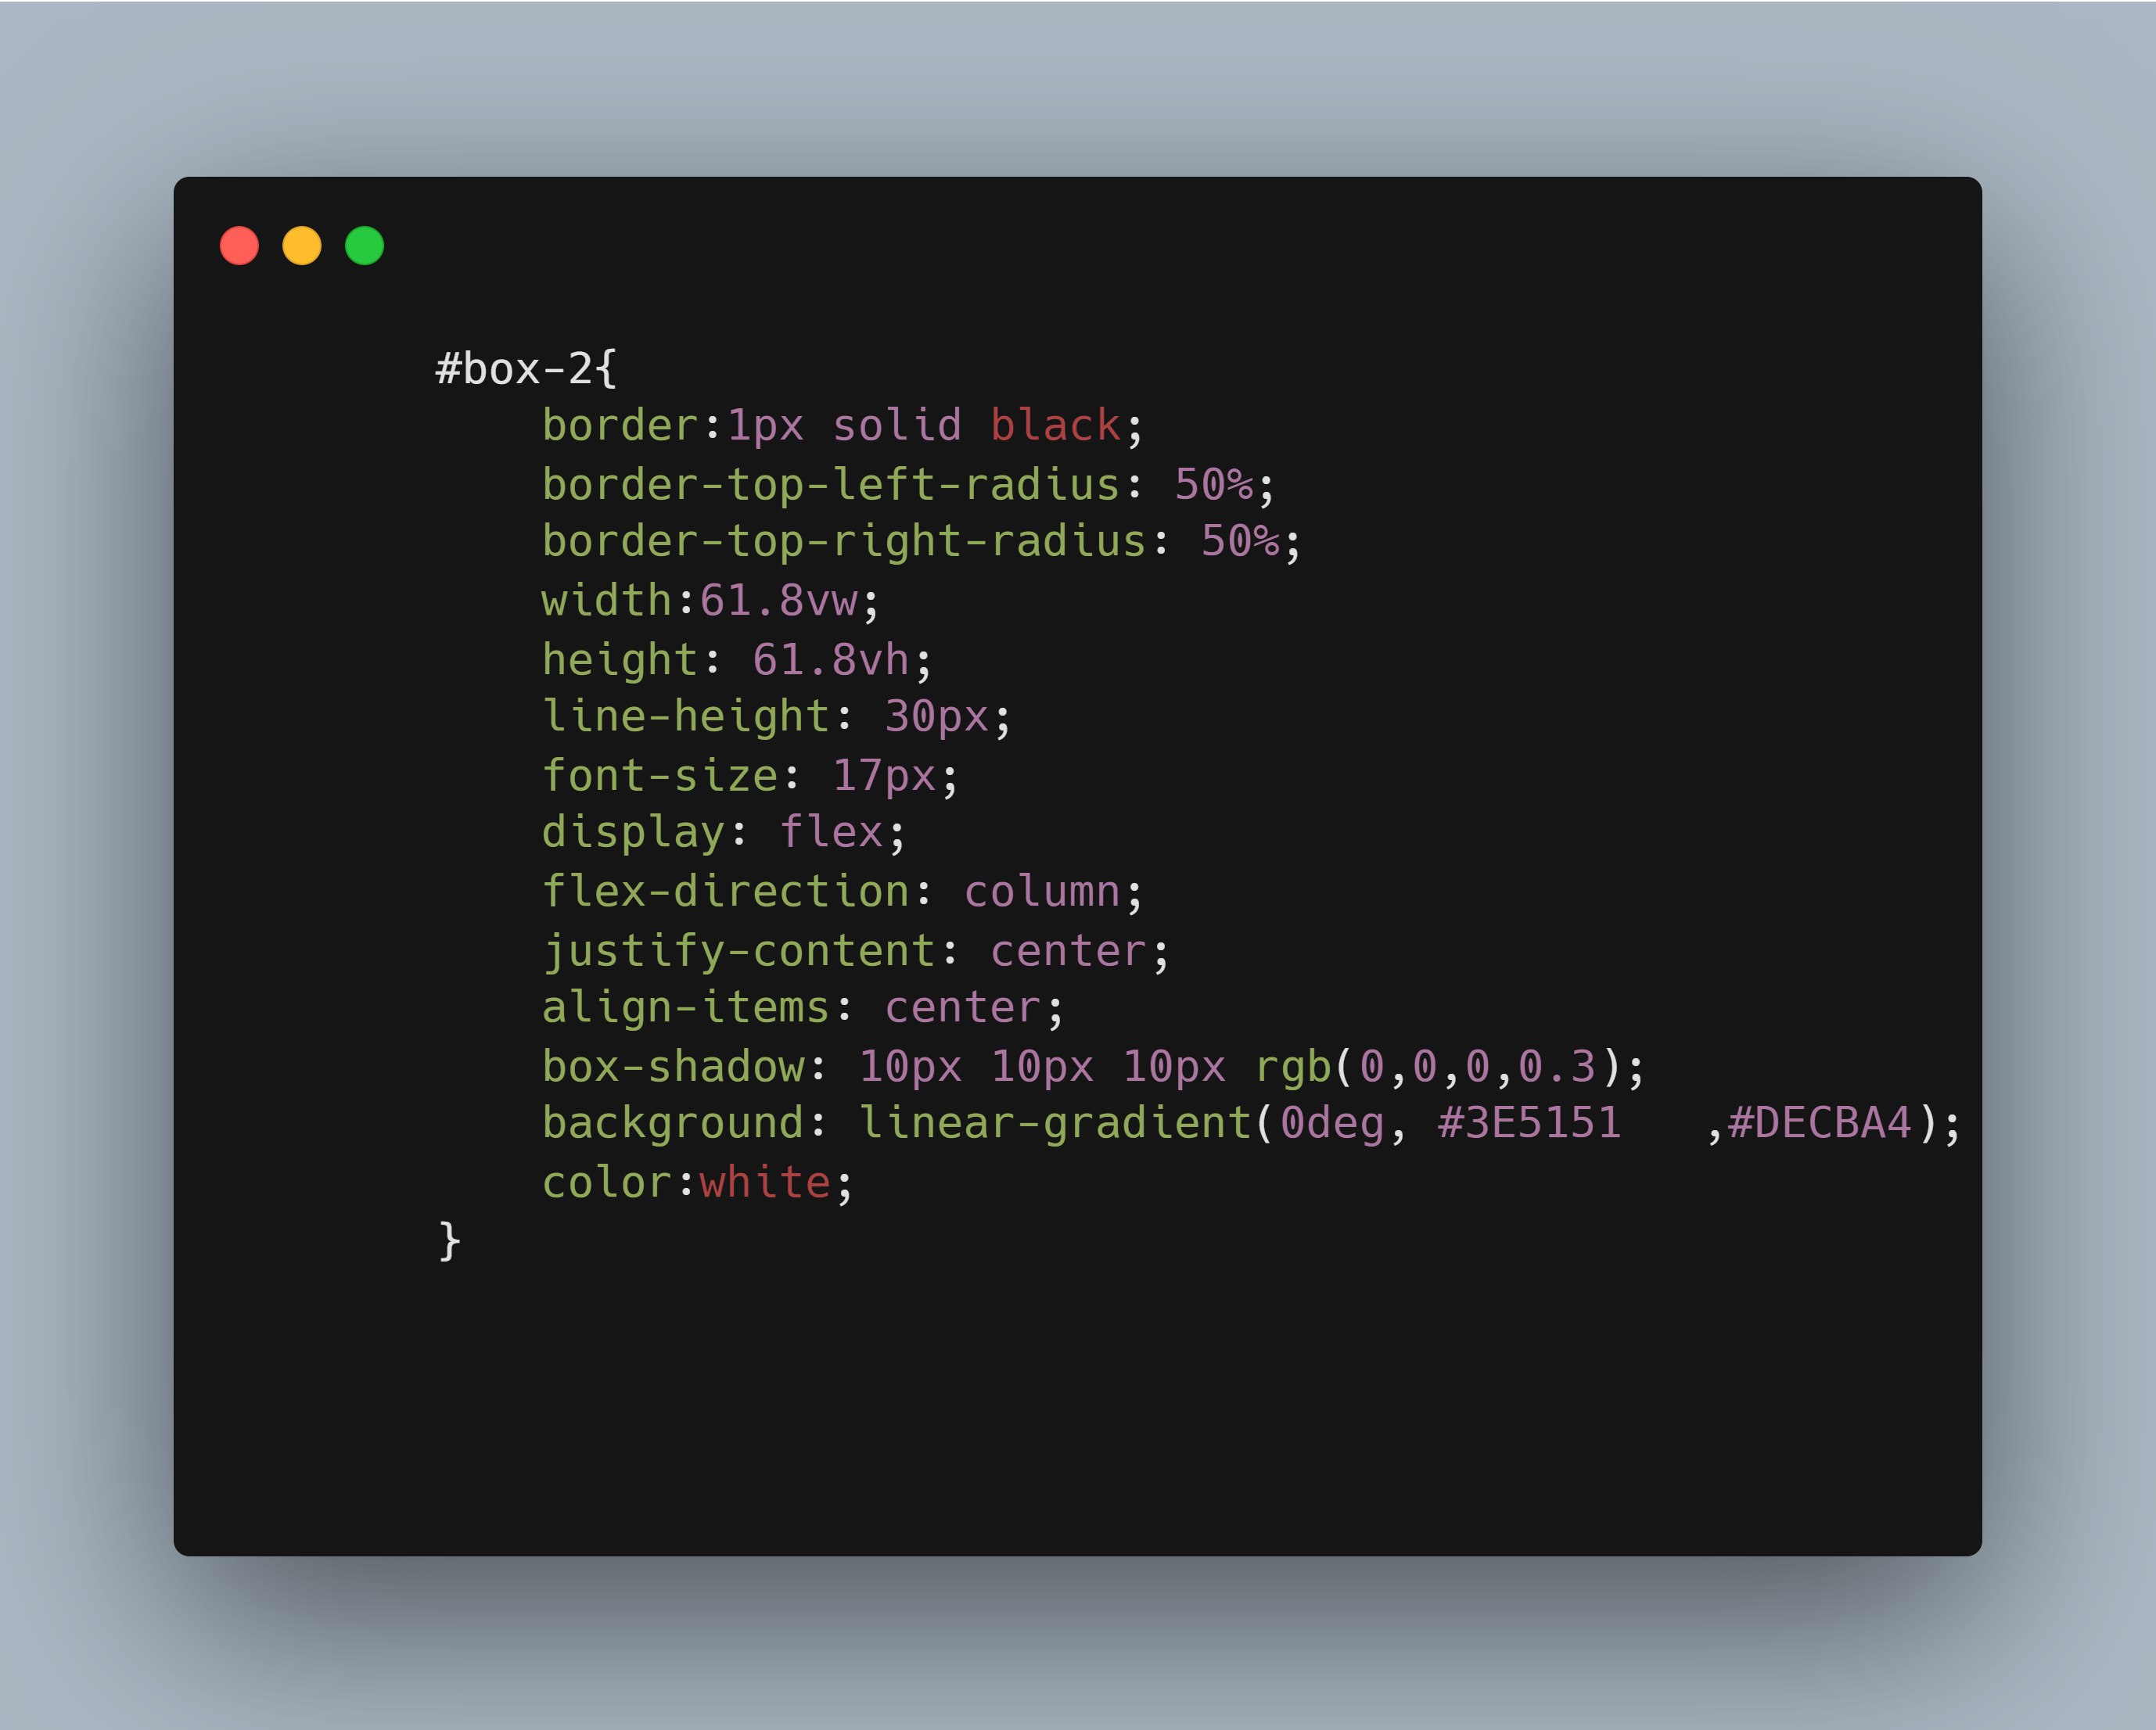 #box-2{
    border:1px solid black;
    border-top-left-radius: 50%;
    border-top-right-radius: 50%;
    width:61.8vw;
    height: 61.8vh;
    line-height: 30px;
    font-size: 17px;
    display: flex;
    flex-direction: column;
    justify-content: center;
    align-items: center;
    box-shadow: 10px 10px 10px rgb(0,0,0,0.3);
    background: linear-gradient(0deg, #3E5151   ,#DECBA4);
    color:white;
}